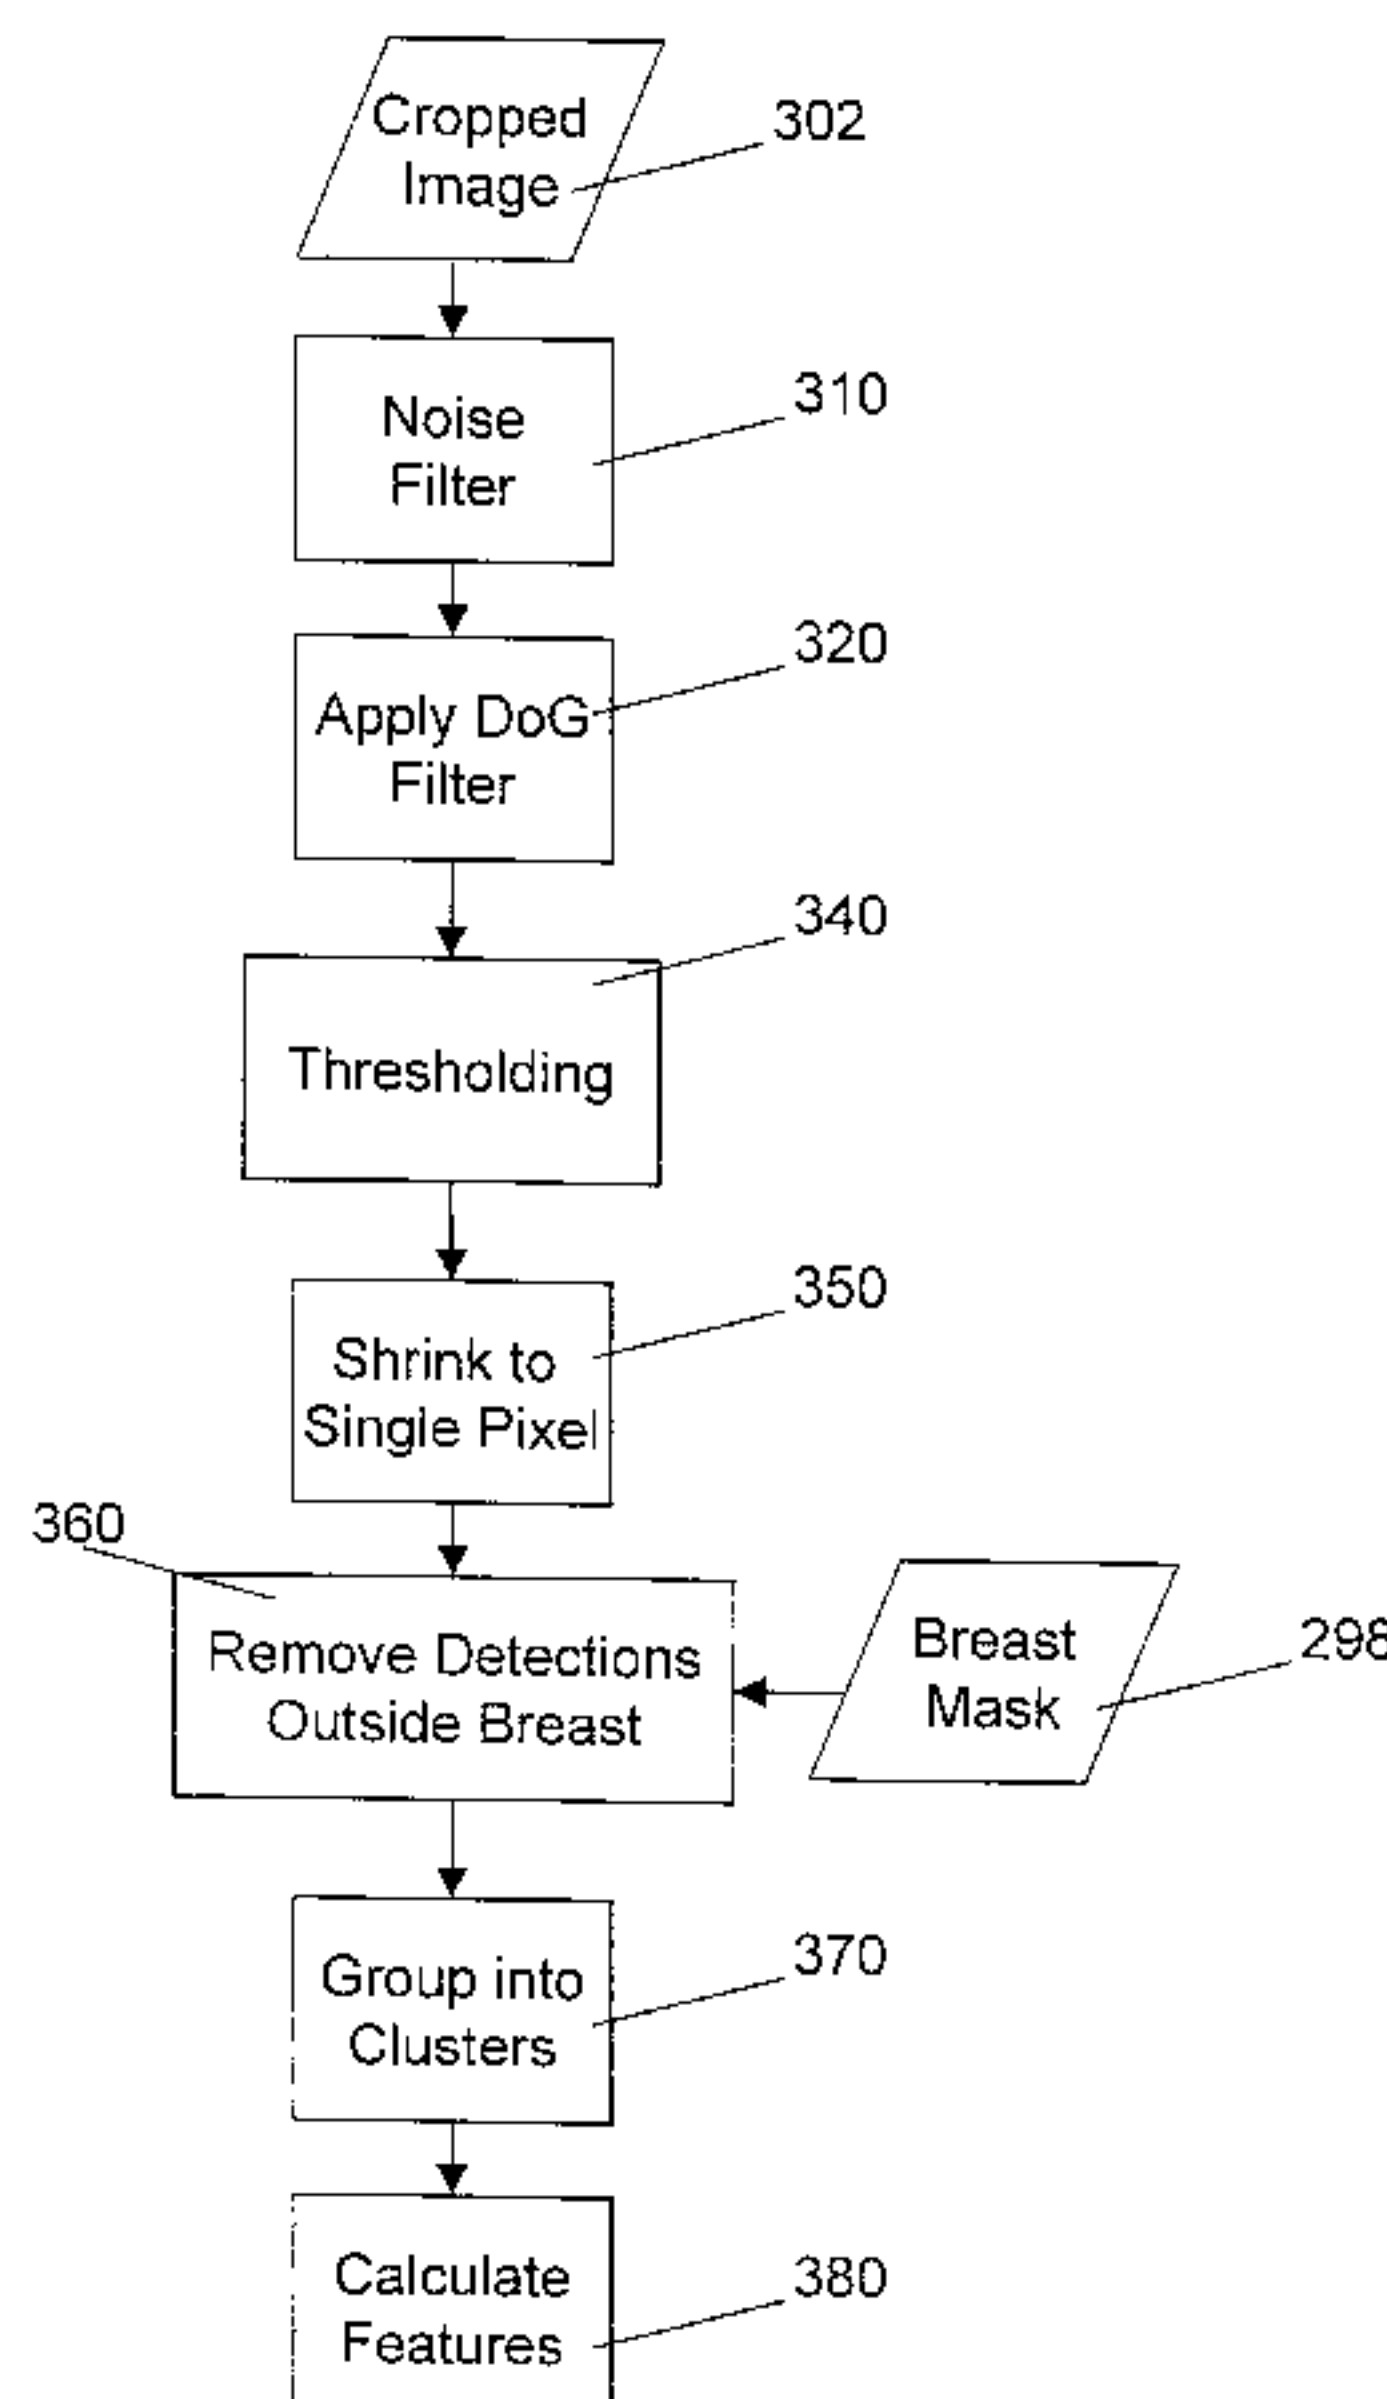 Cropped
Image
302
Noise
Filter
310
Apply DoG
Filter
320
Thresholding
340
Shrink to
Single Pixel
350
360
Remove Detections
Outside Breast
Breast
Mask
298
Group into
Clusters
370
Calculate
Features
380